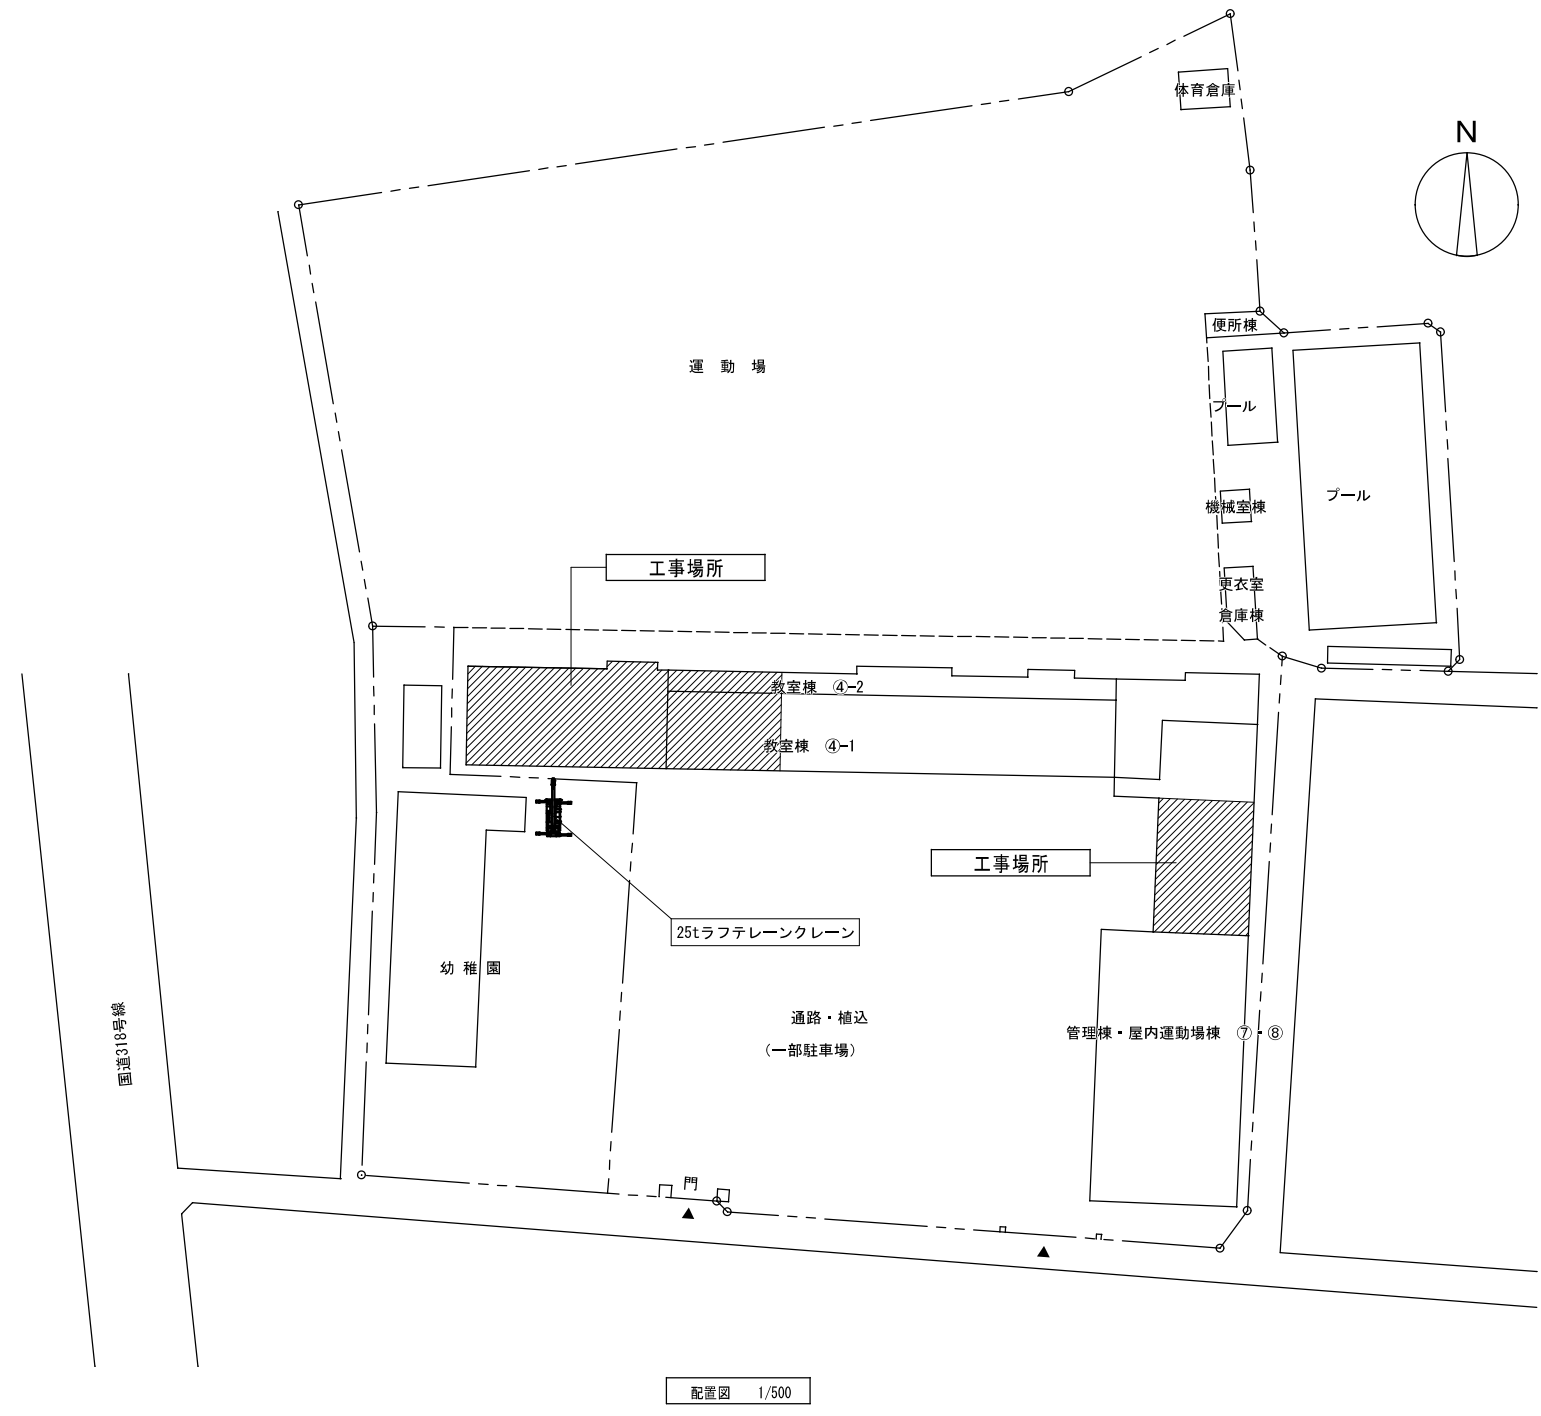 体育倉庫
N
便所棟
運 動 場
プール
プール
機械室棟
工事場所
更衣室
倉庫棟
教室棟 ④-2
教室棟 ④-1
工事場所
25tラフテレーンクレーン
幼 稚 園
通路・植込
(一部駐車場)
管理棟・屋内運動場棟 ⑦・⑧
国道318号線
門
配置図 1/500